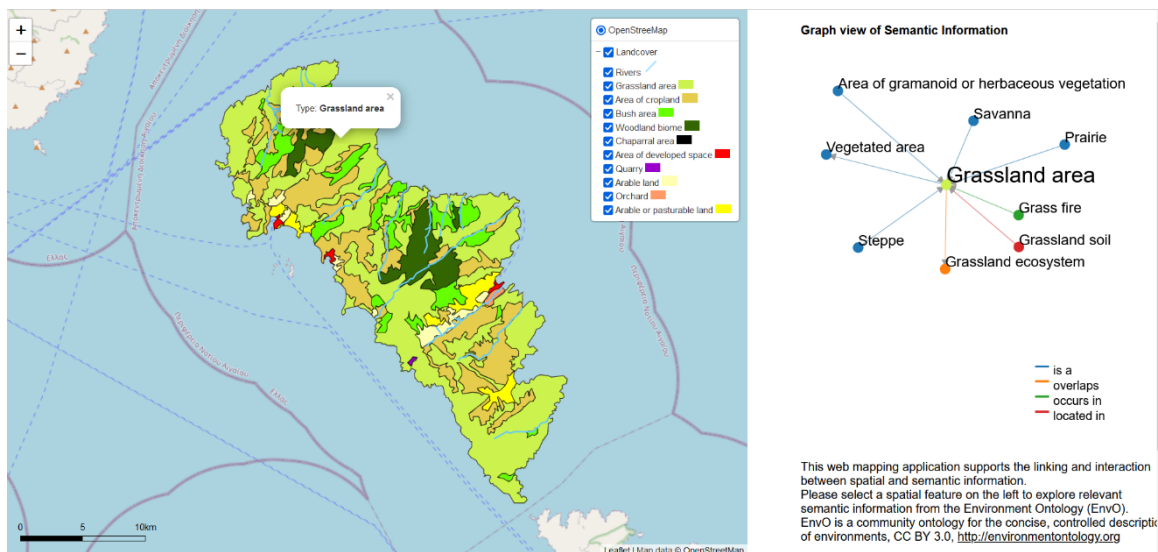 +
−
OpenStreetMap
Landcover
Rivers
Grassland area
Area of cropland
Bush area
Woodland biome
Chaparral area
Area of developed space
Quarry
Arable land
Orchard
Arable or pasturable land
×
Type: Grassland area
Ελλας
Περιφέρεια Νοτίου Αιγαίου
Ελλάς
0 5 10km
Leaflet | Map data © OpenStreetMap
Graph view of Semantic Information
Area of gramanoid or herbaceous vegetation
Savanna
Prairie
Vegetated area
Grassland area
Grass fire
Grassland soil
Steppe
Grassland ecosystem
is a
overlaps
occurs in
located in
This web mapping application supports the linking and interaction
between spatial and semantic information.
Please select a spatial feature on the left to explore relevant
semantic information from the Environment Ontology (EnvO).
EnvO is a community ontology for the concise, controlled descriptio
of environments, CC BY 3.0, http://environmentontology.org